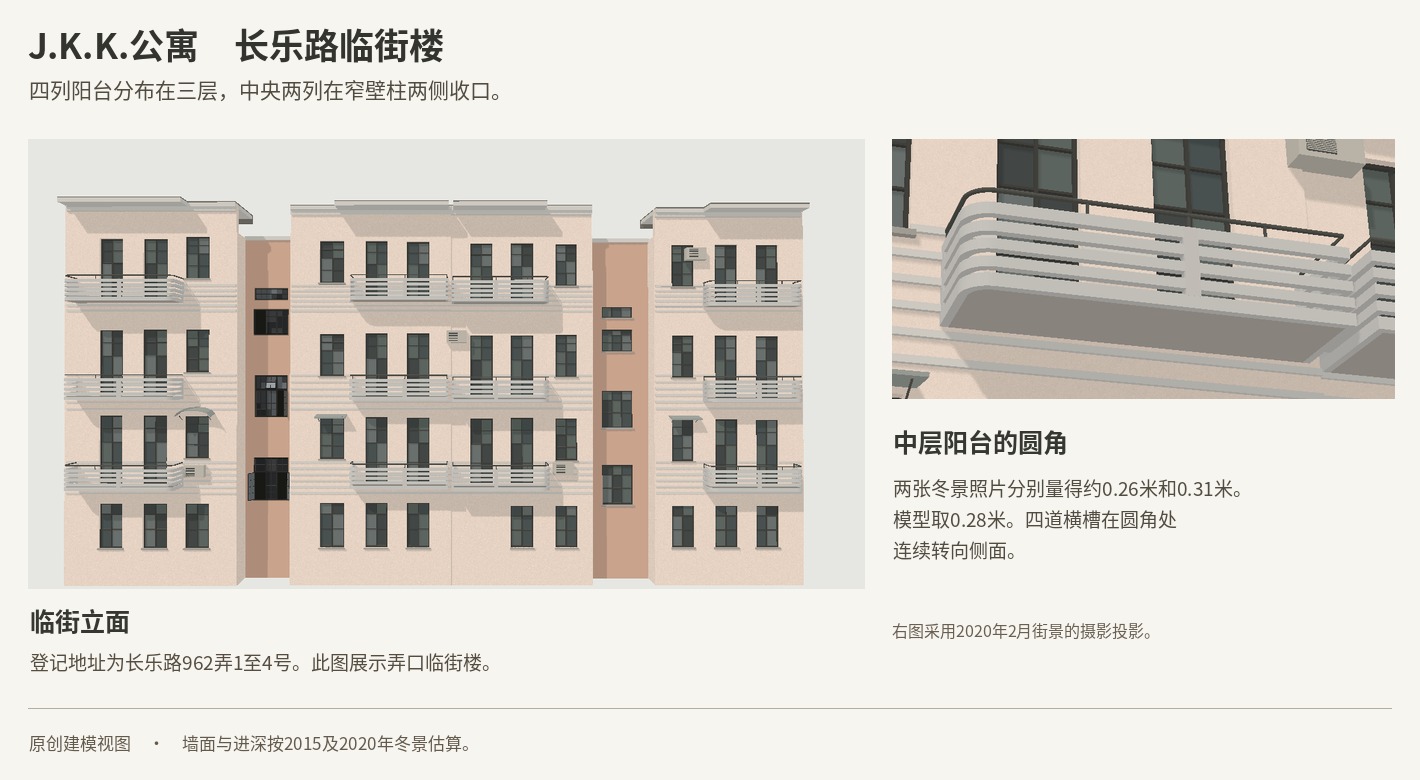 J.K.K.公寓　长乐路临街楼
四列阳台分布在三层，中央两列在窄壁柱两侧收口。
中层阳台的圆角
两张冬景照片分别量得约0.26米和0.31米。
模型取0.28米。四道横槽在圆角处
连续转向侧面。
右图采用2020年2月街景的摄影投影。
临街立面
登记地址为长乐路962弄1至4号。此图展示弄口临街楼。
原创建模视图　・　墙面与进深按2015及2020年冬景估算。